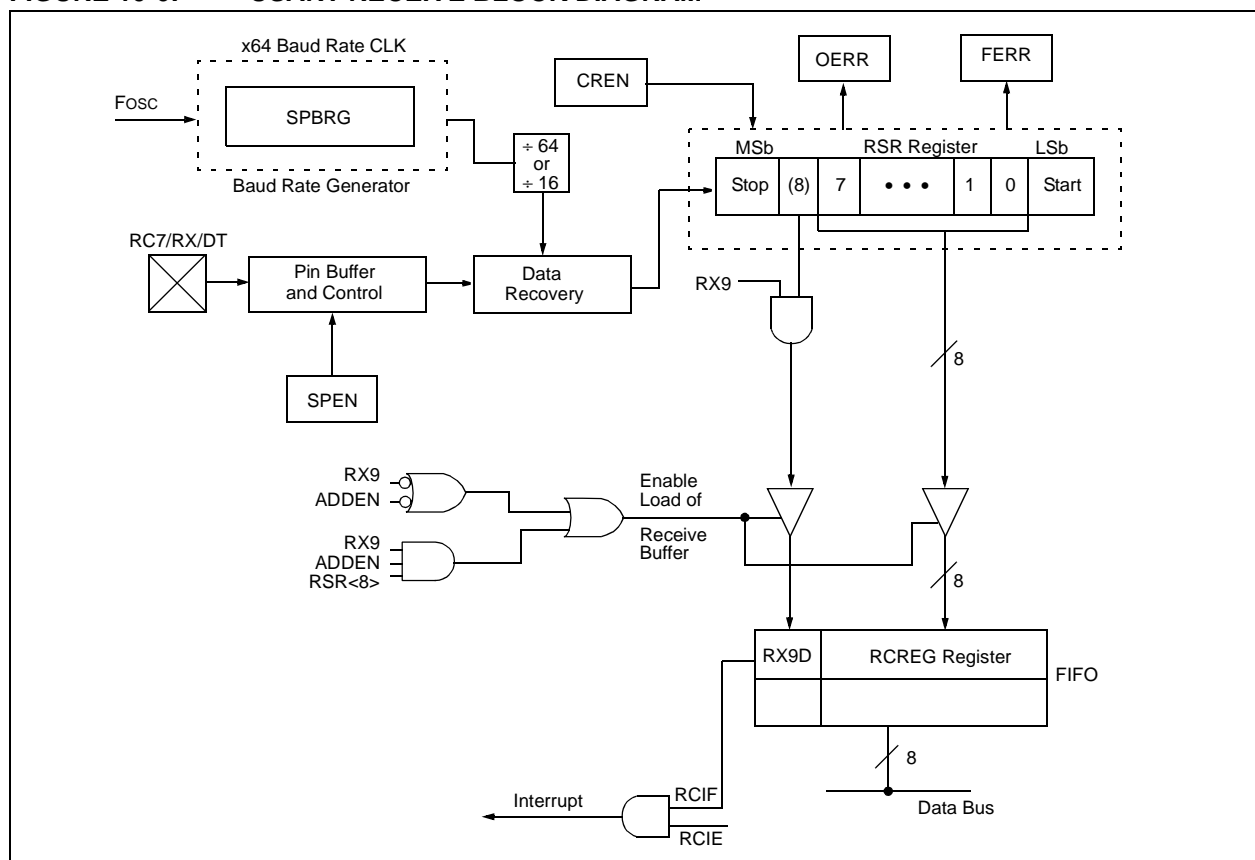 x64 Baud Rate CLK
FOSC
SPBRG
Baud Rate Generator
÷ 64
or
÷ 16
CREN
OERR
FERR
MSb
RSR Register
LSb
Stop (8) 7 • • • 1 0 Start
RC7/RX/DT
Pin Buffer
and Control
Data
Recovery
SPEN
RX9
8
RX9
ADDEN
RX9
ADDEN
RSR<8>
Enable
Load of
Receive
Buffer
8
RX9D
RCREG Register
FIFO
8
Data Bus
Interrupt
RCIF
RCIE